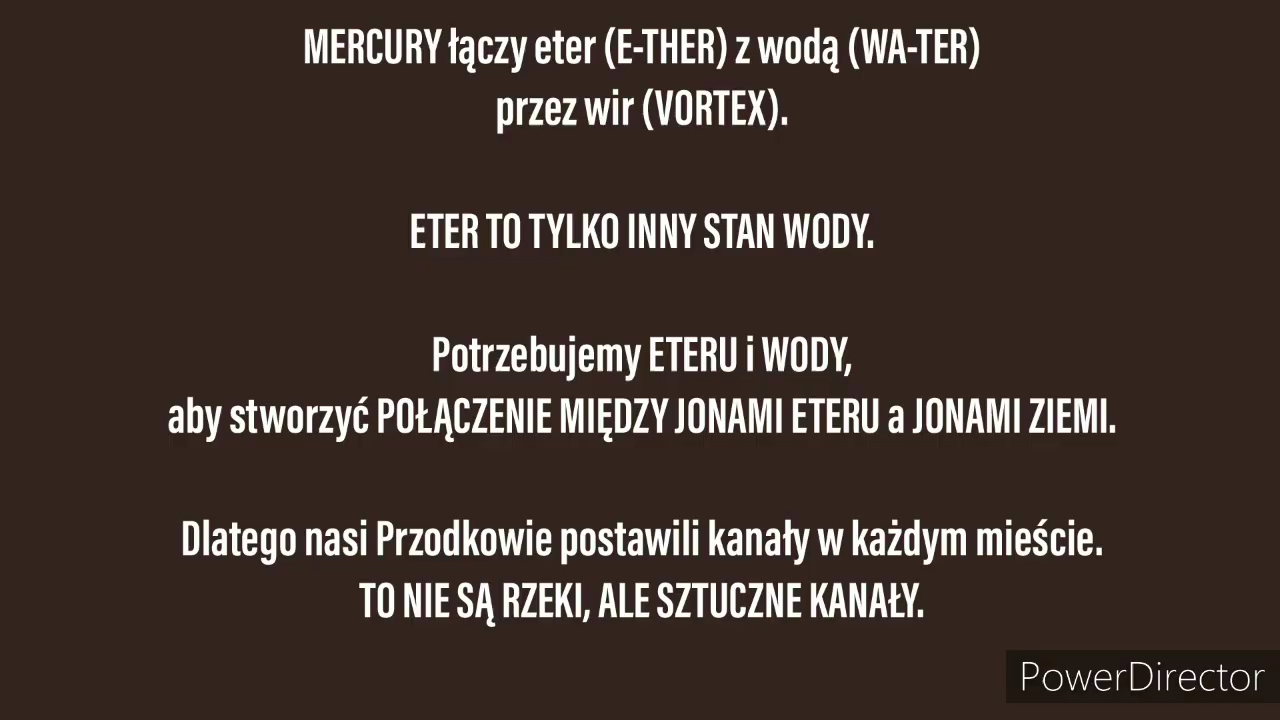 MERCURY łączy eter (E-THER) z wodą (WA-TER)
przez wir (VORTEX).
ETER TO TYLKO INNY STAN WODY.
Potrzebujemy ETERU i WODY,
aby stworzyć POŁĄCZENIE MIĘDZY JONAMI ETERU a JONAMI ZIEMI.
Dlatego nasi Przodkowie postawili kanały w każdym mieście.
TO NIE SĄ RZEKI, ALE SZTUCZNE KANAŁY.
PowerDirector